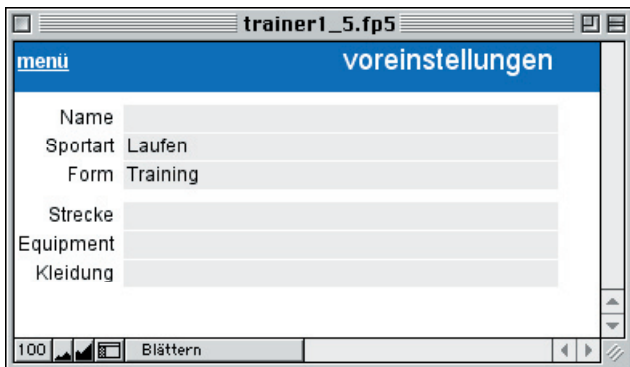 trainer1_5.fp5
menü voreinstellungen
Name
Sportart Laufen
Form Training
Strecke
Equipment
Kleidung
100 Blättern